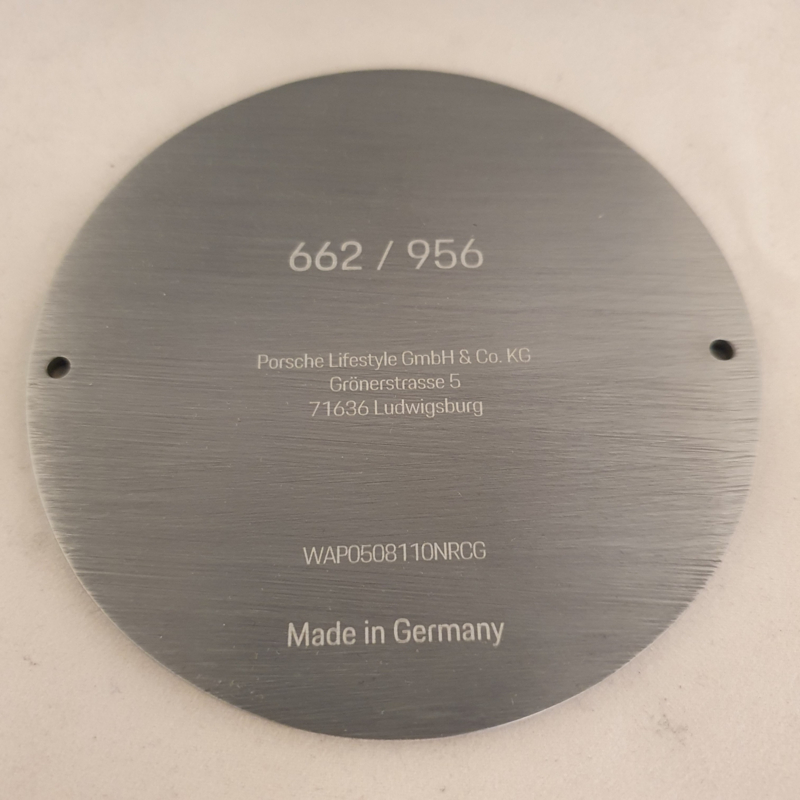 662 / 956
Porsche Lifestyle GmbH & Co. KG
Grönerstrasse 5
71636 Ludwigsburg
WAP0508110NRCG
Made in Germany